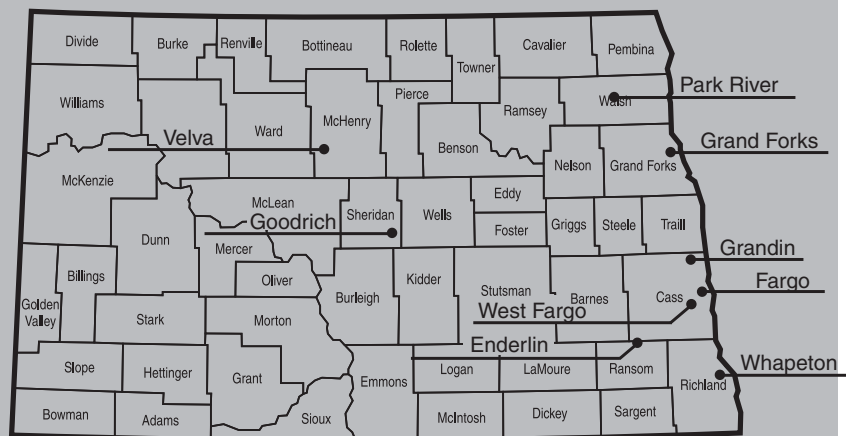 Divide
Burke
Renville
Bottineau
Rolette
Towner
Cavalier
Pembina
Williams
Ward
McHenry
Pierce
Ramsey
Walsh
Park River
Velva
Benson
Nelson
Grand Forks
Grand Forks
McKenzie
McLean
Sheridan
Wells
Eddy
Foster
Griggs
Steele
Traill
Goodrich
Dunn
Mercer
Oliver
Grandin
Billings
Golden
Valley
Stark
Morton
Burleigh
Kidder
Stutsman
Barnes
Cass
Fargo
West Fargo
Enderlin
Slope
Hettinger
Grant
Emmons
Logan
LaMoure
Ransom
Richland
Whapeton
Bowman
Adams
Sioux
McIntosh
Dickey
Sargent